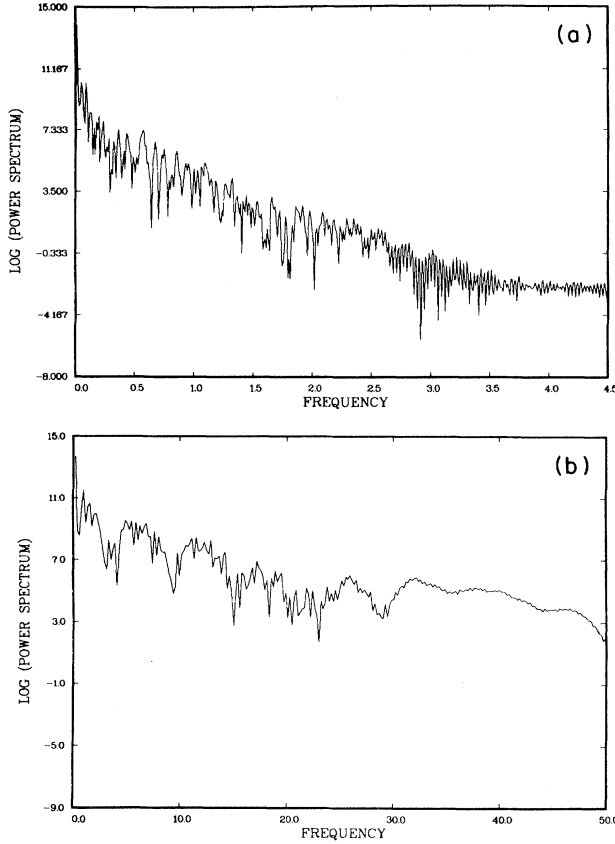 (a)
LOG (POWER SPECTRUM)
15.000
11.167
7.333
3.500
-0.333
-4.167
-8.000
0.0 0.5 1.0 1.5 2.0 2.5 3.0 3.5 4.0 4.5
FREQUENCY
(b)
LOG (POWER SPECTRUM)
15.0
11.0
7.0
3.0
-1.0
-5.0
-9.0
0.0 10.0 20.0 30.0 40.0 50.0
FREQUENCY